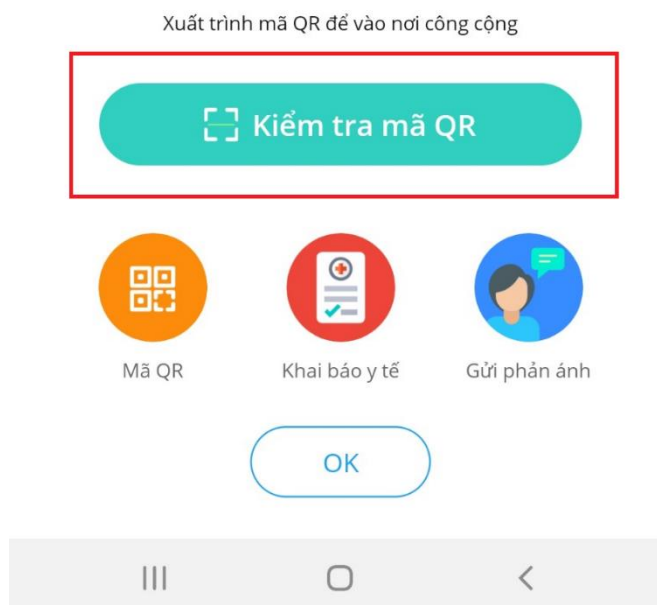 Xuất trình mã QR để vào nơi công cộng
Kiểm tra mã QR
Mã QR
Khai báo y tế
Gửi phản ánh
OK